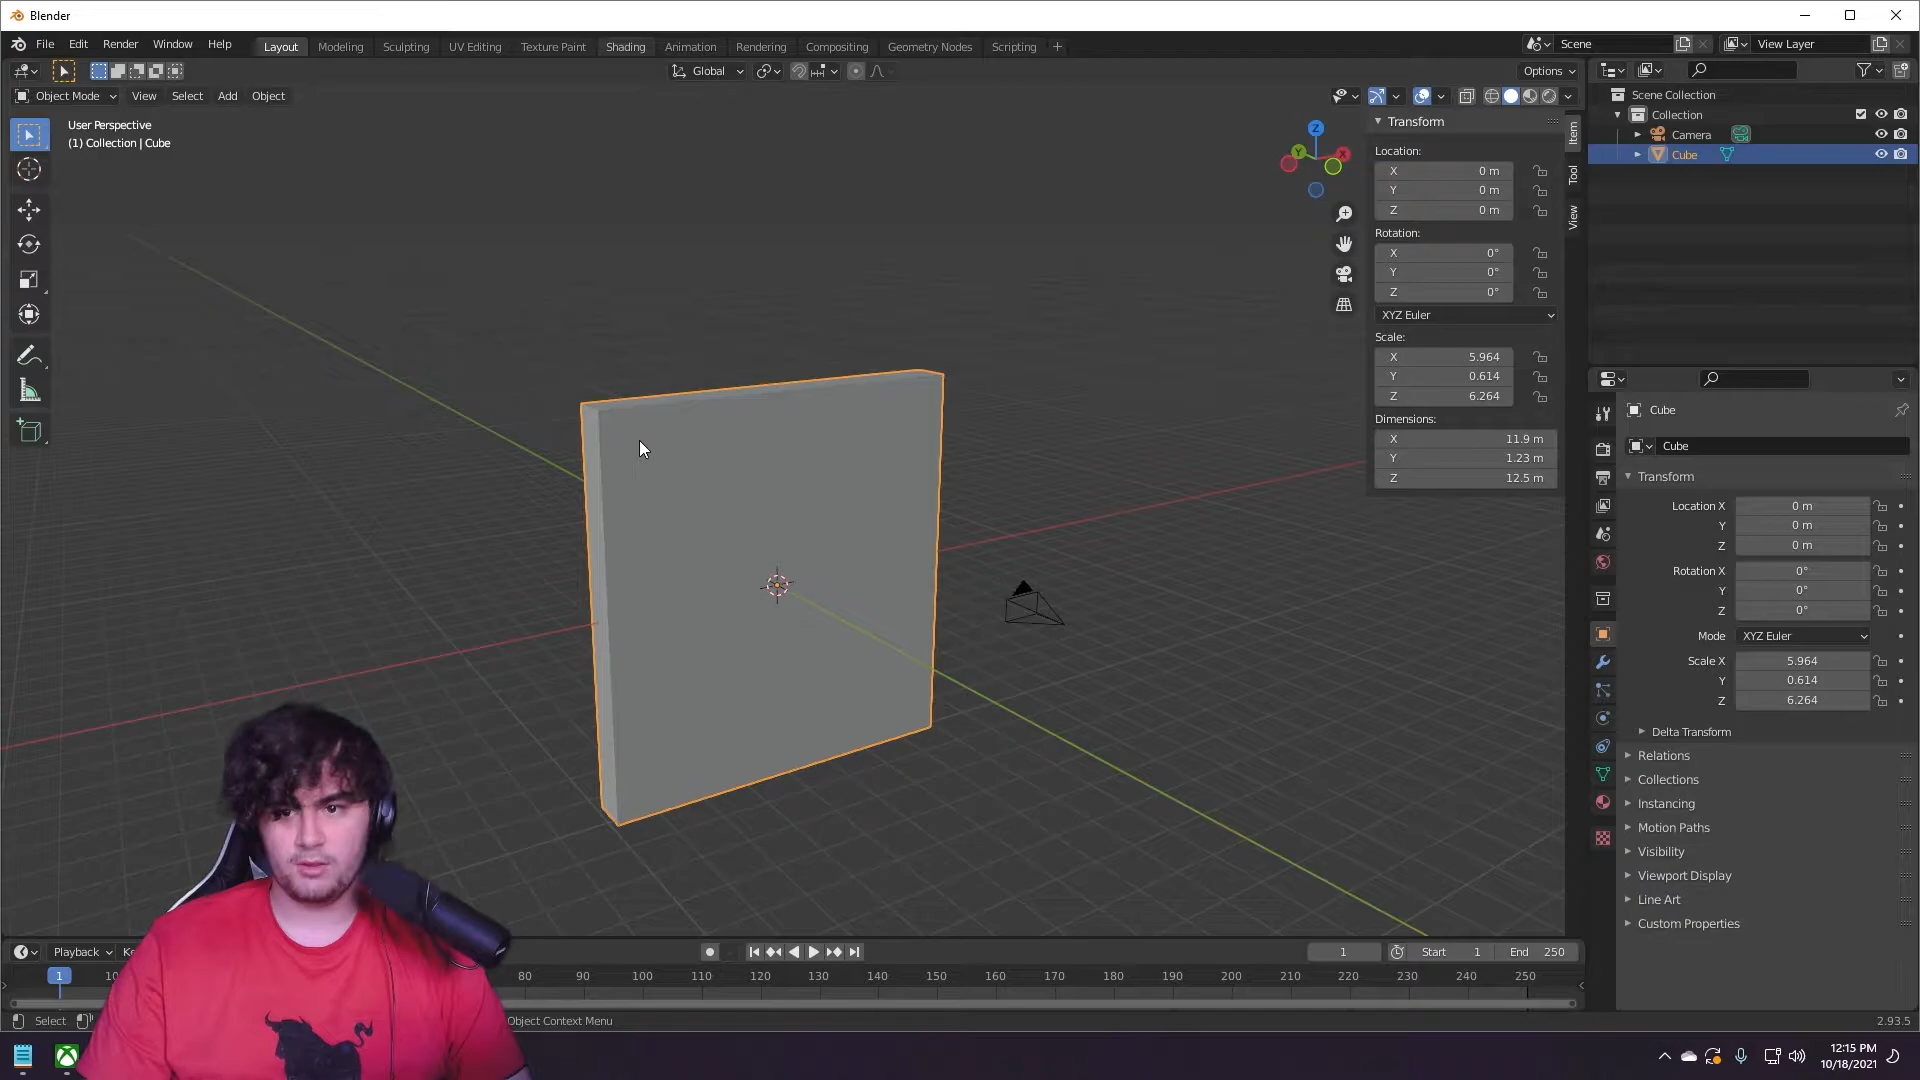 Blender
File Edit Render Window Help
Layout Modeling Sculpting UV Editing Texture Paint Shading Animation Rendering Compositing Geometry Nodes Scripting +
Scene
View Layer
Global
Options
Object Mode View Select Add Object
User Perspective
(1) Collection | Cube
Z
Y
X
Transform
Location:
X 0 m
Y 0 m
Z 0 m
Rotation:
X 0°
Y 0°
Z 0°
XYZ Euler
Scale:
X 5.964
Y 0.614
Z 6.264
Dimensions:
X 11.9 m
Y 1.23 m
Z 12.5 m
Item
Tool
View
Scene Collection
Collection
Camera
Cube
Cube
Cube
Transform
Location X 0 m
Y 0 m
Z 0 m
Rotation X 0°
Y 0°
Z 0°
Mode XYZ Euler
Scale X 5.964
Y 0.614
Z 6.264
Delta Transform
Relations
Collections
Instancing
Motion Paths
Visibility
Viewport Display
Line Art
Custom Properties
Playback
1 Start 1 End 250
1 80 90 100 110 120 130 140 150 160 170 180 190 200 210 220 230 240 250
Select
Object Context Menu
2.93.5
12:15 PM
10/18/2021